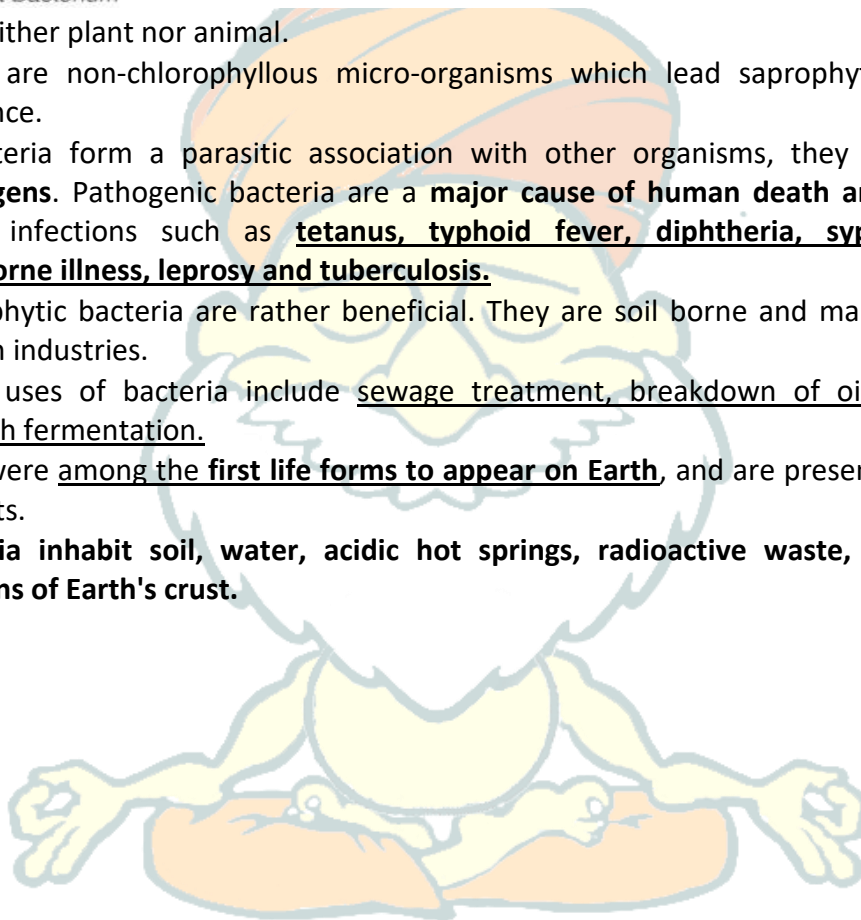 ither plant nor animal.
are non-chlorophyllous micro-organisms which lead saprophyt
nce.
teria form a parasitic association with other organisms, they
gens. Pathogenic bacteria are a major cause of human death a
infections such as tetanus, typhoid fever, diphtheria, syp
orne illness, leprosy and tuberculosis.
phytic bacteria are rather beneficial. They are soil borne and ma
n industries.
uses of bacteria include sewage treatment, breakdown of oi
h fermentation.
were among the first life forms to appear on Earth, and are presen
ts.
ia inhabit soil, water, acidic hot springs, radioactive waste,
ns of Earth's crust.